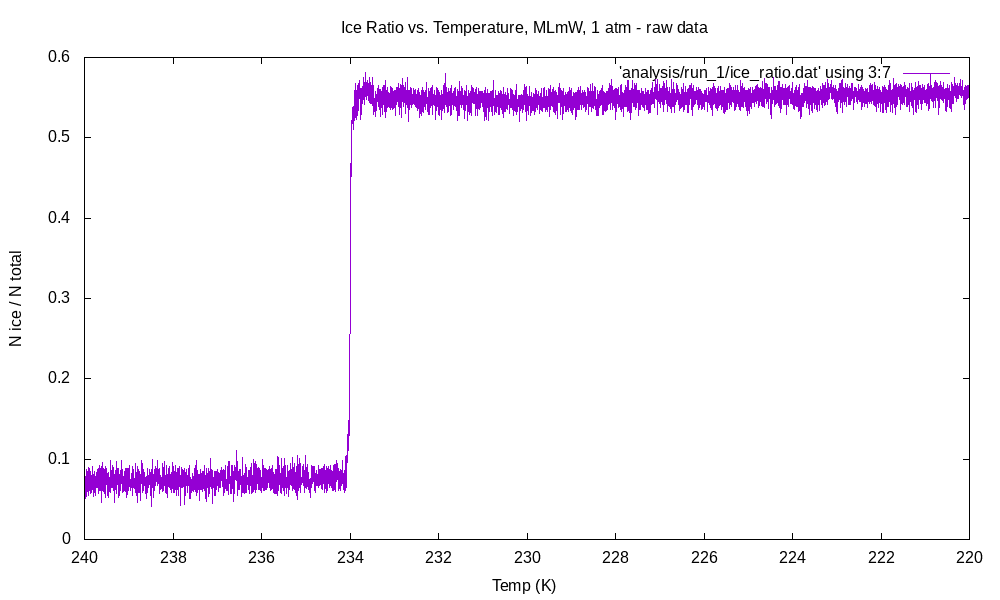 Ice Ratio vs. Temperature, MLmW, 1 atm - raw data
'analysis/run_1/ice_ratio.dat' using 3:7
0.6
0.5
0.4
0.3
0.2
0.1
0
N ice / N total
240 238 236 234 232 230 228 226 224 222 220
Temp (K)